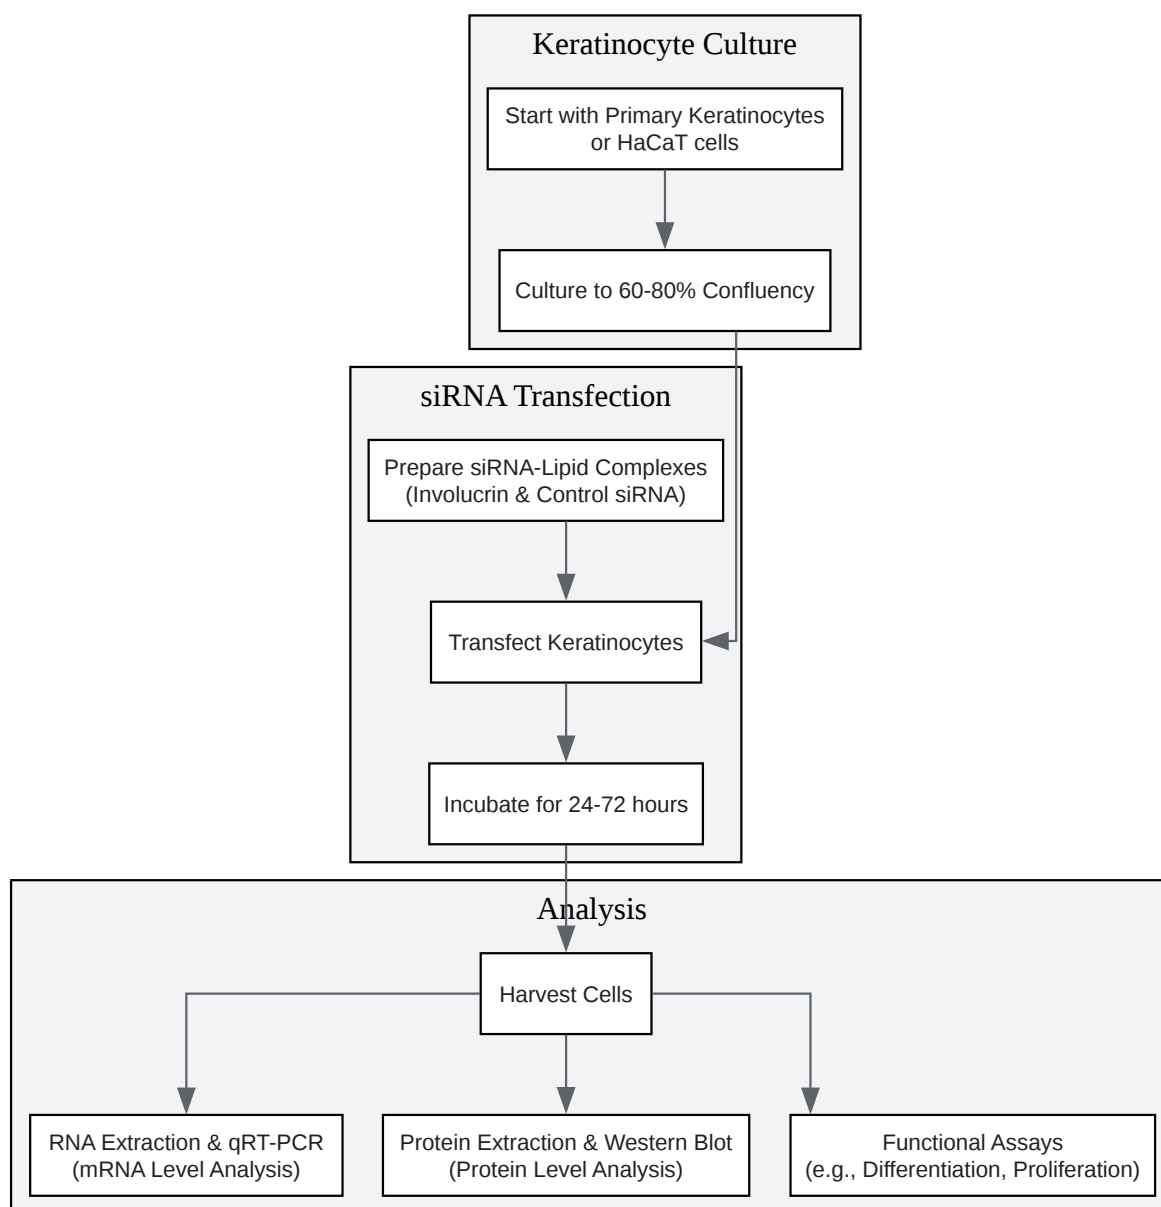 Keratinocyte Culture
Start with Primary Keratinocytes
or HaCaT cells
Culture to 60-80% Confluency
siRNA Transfection
Prepare siRNA-Lipid Complexes
(Involucrin & Control siRNA)
Transfect Keratinocytes
Incubate for 24-72 hours
Analysis
Harvest Cells
RNA Extraction & qRT-PCR
(mRNA Level Analysis)
Protein Extraction & Western Blot
(Protein Level Analysis)
Functional Assays
(e.g., Differentiation, Proliferation)